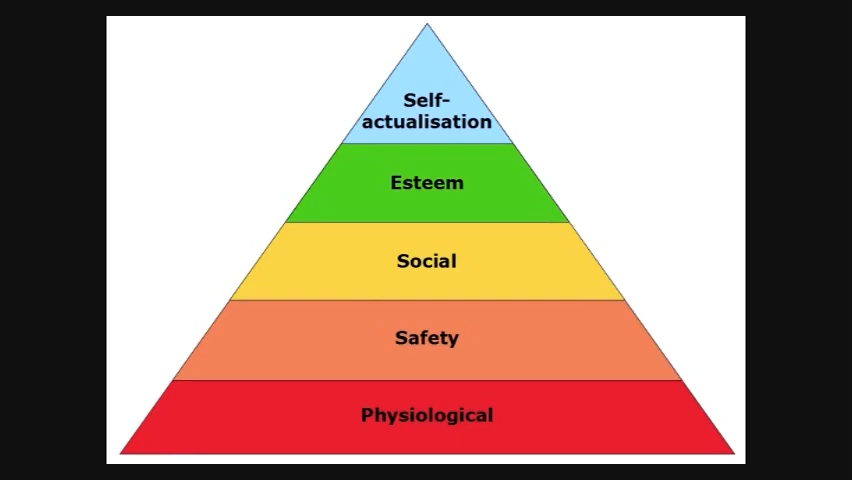 Self-
actualisation
Esteem
Social
Safety
Physiological